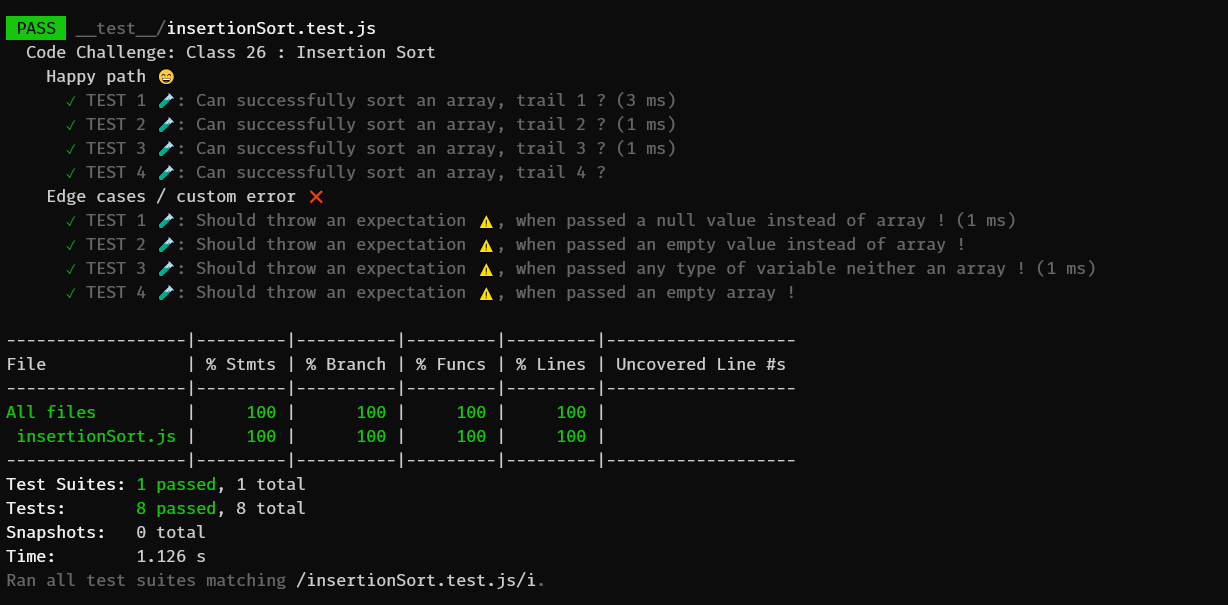 PASS __test__/insertionSort.test.js
Code Challenge: Class 26 : Insertion Sort
Happy path 😁
✓ TEST 1 🧪: Can successfully sort an array, trail 1 ? (3 ms)
✓ TEST 2 🧪: Can successfully sort an array, trail 2 ? (1 ms)
✓ TEST 3 🧪: Can successfully sort an array, trail 3 ? (1 ms)
✓ TEST 4 🧪: Can successfully sort an array, trail 4 ?
Edge cases / custom error ❌
✓ TEST 1 🧪: Should throw an expectation ⚠, when passed a null value instead of array ! (1 ms)
✓ TEST 2 🧪: Should throw an expectation ⚠, when passed an empty value instead of array !
✓ TEST 3 🧪: Should throw an expectation ⚠, when passed any type of variable neither an array ! (1 ms)
✓ TEST 4 🧪: Should throw an expectation ⚠, when passed an empty array !
------------------|---------|----------|---------|---------|-------------------
File              | % Stmts | % Branch | % Funcs | % Lines | Uncovered Line #s
------------------|---------|----------|---------|---------|-------------------
All files         |     100 |      100 |     100 |     100 |
 insertionSort.js |     100 |      100 |     100 |     100 |
------------------|---------|----------|---------|---------|-------------------
Test Suites: 1 passed, 1 total
Tests:       8 passed, 8 total
Snapshots:   0 total
Time:        1.126 s
Ran all test suites matching /insertionSort.test.js/i.